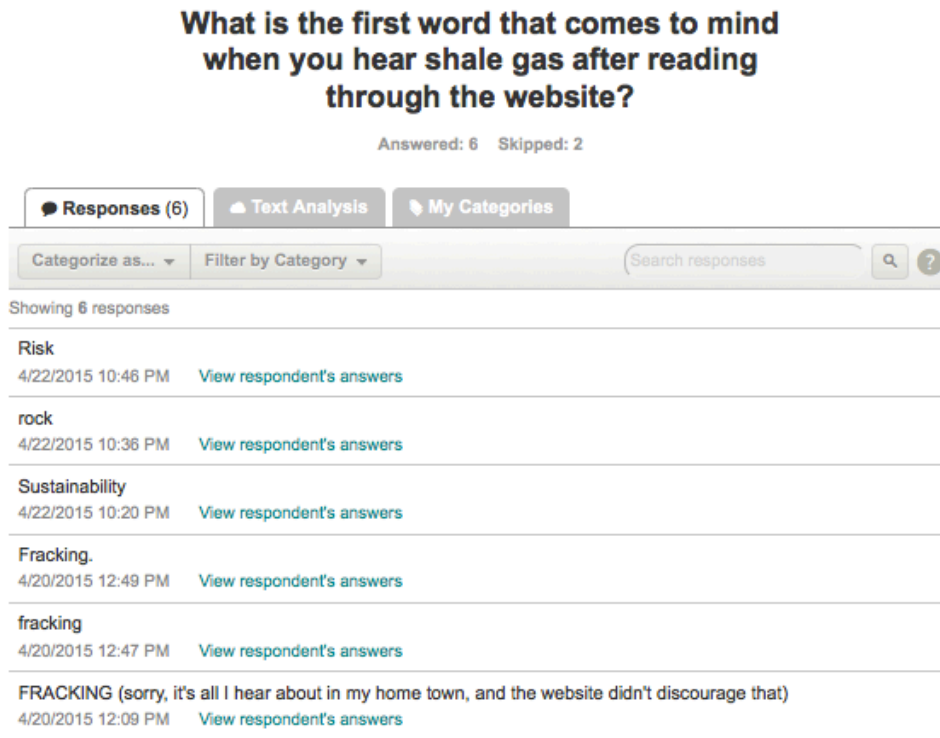 What is the first word that comes to mind
when you hear shale gas after reading
through the website?
Answered: 6 Skipped: 2
Responses (6) Text Analysis My Categories
Categorize as... Filter by Category Search responses ?
Showing 6 responses
Risk
4/22/2015 10:46 PM View respondent's answers
rock
4/22/2015 10:36 PM View respondent's answers
Sustainability
4/22/2015 10:20 PM View respondent's answers
Fracking.
4/20/2015 12:49 PM View respondent's answers
fracking
4/20/2015 12:47 PM View respondent's answers
FRACKING (sorry, it's all I hear about in my home town, and the website didn't discourage that)
4/20/2015 12:09 PM View respondent's answers